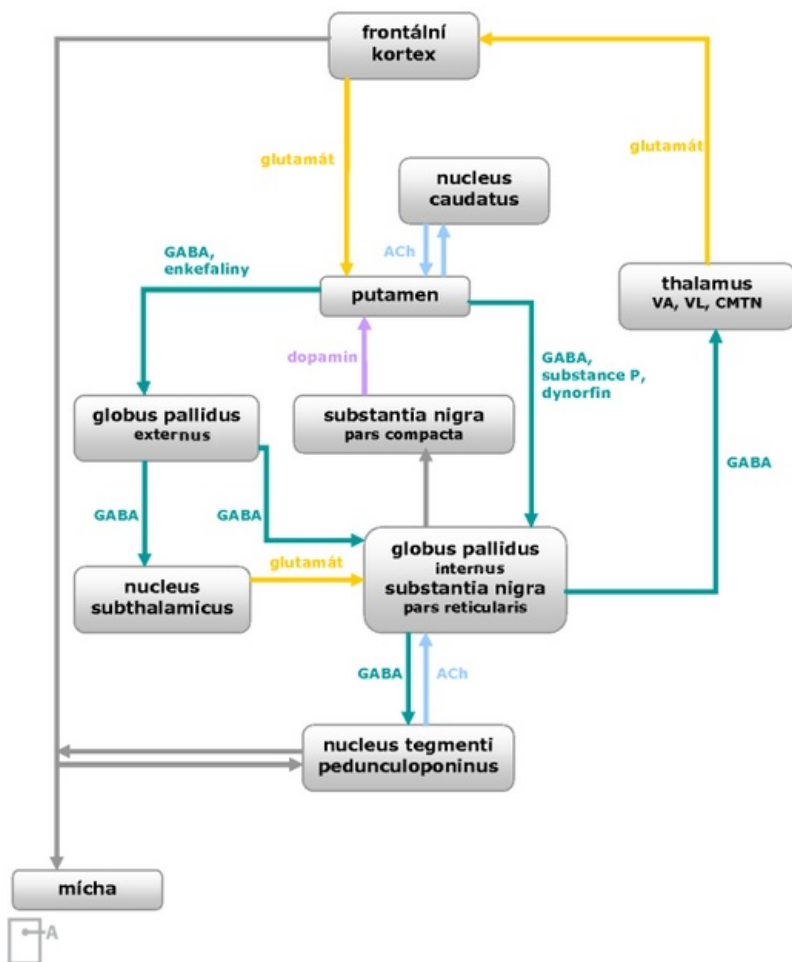 frontální
kortex
glutamát
glutamát
nucleus
caudatus
ACh
GABA,
enkefaliny
putamen
thalamus
VA, VL, CMTN
dopamin
GABA,
substance P,
dynorfin
globus pallidus
externus
substantia nigra
pars compacta
GABA
GABA
GABA
globus pallidus
internus
substantia nigra
pars reticularis
glutamát
nucleus
subthalamicus
GABA
ACh
nucleus tegmenti
pedunculoponinus
mícha
A